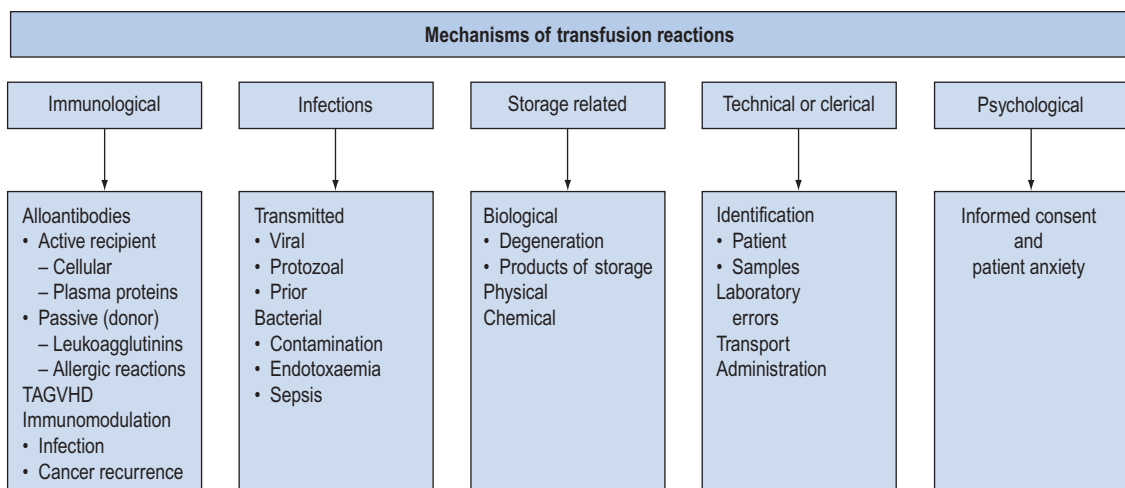 Mechanisms of transfusion reactions
Immunological
Infections
Storage related
Technical or clerical
Psychological
Alloantibodies
• Active recipient
– Cellular
– Plasma proteins
• Passive (donor)
– Leukoagglutinins
– Allergic reactions
TAGVHD
Immunomodulation
• Infection
• Cancer recurrence
Transmitted
• Viral
• Protozoal
• Prior
Bacterial
• Contamination
• Endotoxaemia
• Sepsis
Biological
• Degeneration
• Products of storage
Physical
Chemical
Identification
• Patient
• Samples
Laboratory
errors
Transport
Administration
Informed consent
and
patient anxiety